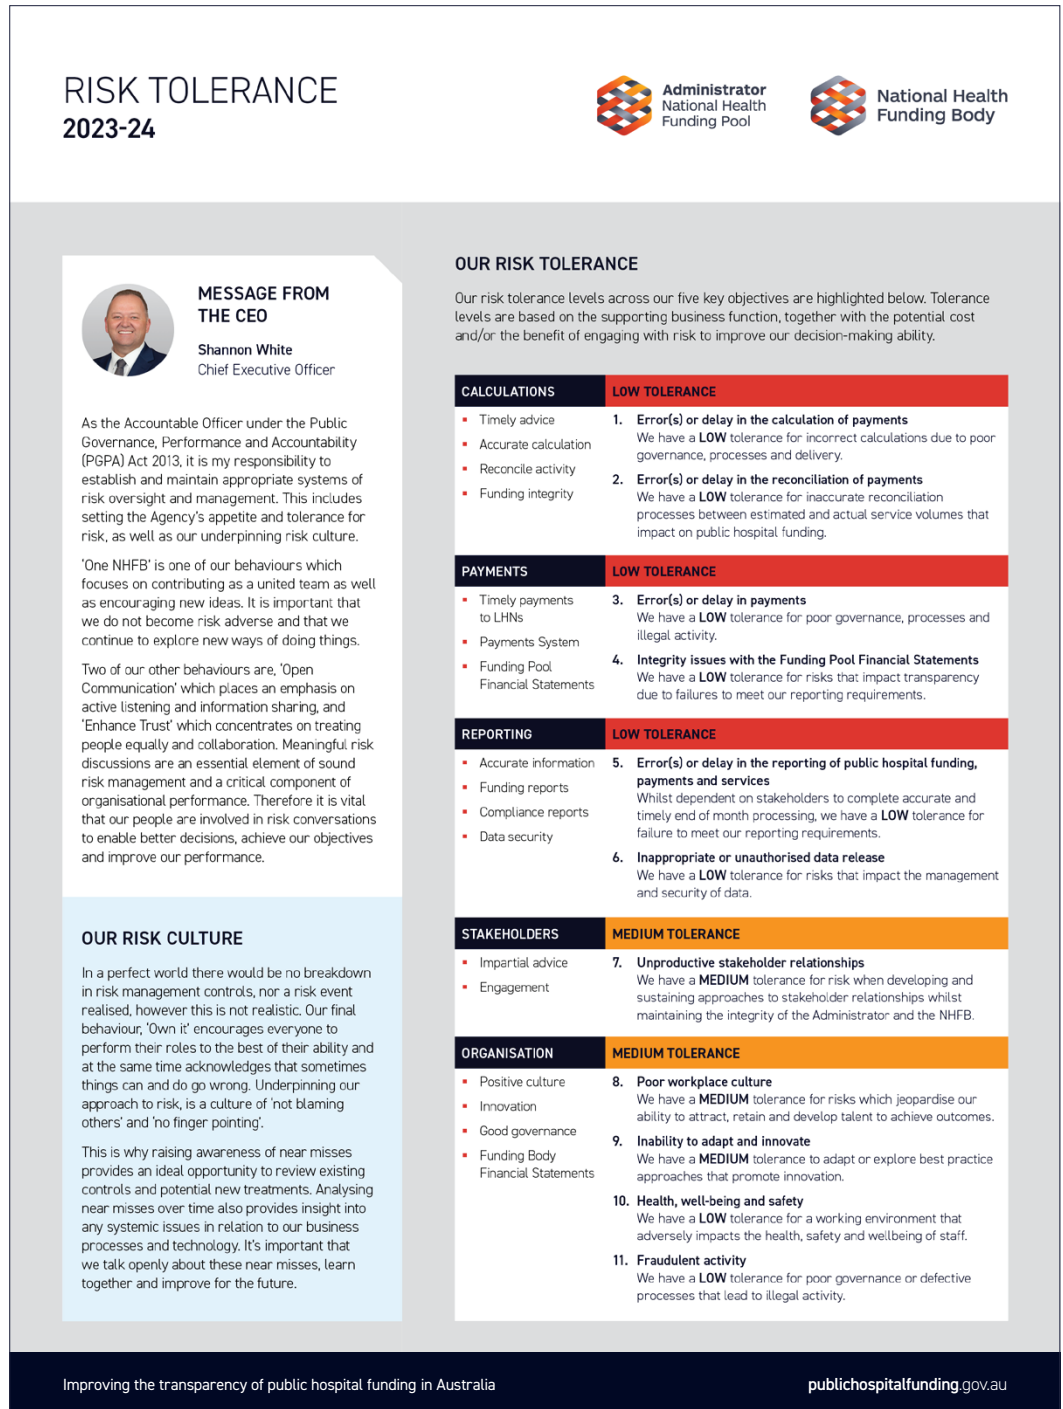 RISK TOLERANCE
2023-24
Administrator
National Health
Funding Pool
National Health
Funding Body
MESSAGE FROM
THE CEO
Shannon White
Chief Executive Officer
As the Accountable Officer under the Public
Governance, Performance and Accountability
(PGPA) Act 2013, it is my responsibility to
establish and maintain appropriate systems of
risk oversight and management. This includes
setting the Agency's appetite and tolerance for
risk, as well as our underpinning risk culture.
'One NHFB' is one of our behaviours which
focuses on contributing as a united team as well
as encouraging new ideas. It is important that
we do not become risk adverse and that we
continue to explore new ways of doing things.
Two of our other behaviours are, 'Open
Communication' which places an emphasis on
active listening and information sharing, and
'Enhance Trust' which concentrates on treating
people equally and collaboration. Meaningful risk
discussions are an essential element of sound
risk management and a critical component of
organisational performance. Therefore it is vital
that our people are involved in risk conversations
to enable better decisions, achieve our objectives
and improve our performance.
OUR RISK CULTURE
In a perfect world there would be no breakdown
in risk management controls, nor a risk event
realised, however this is not realistic. Our final
behaviour, 'Own it' encourages everyone to
perform their roles to the best of their ability and
at the same time acknowledges that sometimes
things can and do go wrong. Underpinning our
approach to risk, is a culture of 'not blaming
others' and 'no finger pointing'.
This is why raising awareness of near misses
provides an ideal opportunity to review existing
controls and potential new treatments. Analysing
near misses over time also provides insight into
any systemic issues in relation to our business
processes and technology. It's important that
we talk openly about these near misses, learn
together and improve for the future.
OUR RISK TOLERANCE
Our risk tolerance levels across our five key objectives are highlighted below. Tolerance
levels are based on the supporting business function, together with the potential cost
and/or the benefit of engaging with risk to improve our decision-making ability.
CALCULATIONS
▪ Timely advice
▪ Accurate calculation
▪ Reconcile activity
▪ Funding integrity
LOW TOLERANCE
1. Error(s) or delay in the calculation of payments
We have a LOW tolerance for incorrect calculations due to poor
governance, processes and delivery.
2. Error(s) or delay in the reconciliation of payments
We have a LOW tolerance for inaccurate reconciliation
processes between estimated and actual service volumes that
impact on public hospital funding.
PAYMENTS
▪ Timely payments
to LHNs
▪ Payments System
▪ Funding Pool
Financial Statements
LOW TOLERANCE
3. Error(s) or delay in payments
We have a LOW tolerance for poor governance, processes and
illegal activity.
4. Integrity issues with the Funding Pool Financial Statements
We have a LOW tolerance for risks that impact transparency
due to failures to meet our reporting requirements.
REPORTING
▪ Accurate information
▪ Funding reports
▪ Compliance reports
▪ Data security
LOW TOLERANCE
5. Error(s) or delay in the reporting of public hospital funding,
payments and services
Whilst dependent on stakeholders to complete accurate and
timely end of month processing, we have a LOW tolerance for
failure to meet our reporting requirements.
6. Inappropriate or unauthorised data release
We have a LOW tolerance for risks that impact the management
and security of data.
STAKEHOLDERS
▪ Impartial advice
▪ Engagement
MEDIUM TOLERANCE
7. Unproductive stakeholder relationships
We have a MEDIUM tolerance for risk when developing and
sustaining approaches to stakeholder relationships whilst
maintaining the integrity of the Administrator and the NHFB.
ORGANISATION
▪ Positive culture
▪ Innovation
▪ Good governance
▪ Funding Body
Financial Statements
MEDIUM TOLERANCE
8. Poor workplace culture
We have a MEDIUM tolerance for risks which jeopardise our
ability to attract, retain and develop talent to achieve outcomes.
9. Inability to adapt and innovate
We have a MEDIUM tolerance to adapt or explore best practice
approaches that promote innovation.
10. Health, well-being and safety
We have a LOW tolerance for a working environment that
adversely impacts the health, safety and wellbeing of staff.
11. Fraudulent activity
We have a LOW tolerance for poor governance or defective
processes that lead to illegal activity.
Improving the transparency of public hospital funding in Australia
publichospitalfunding.gov.au